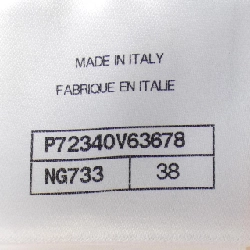 MADE IN ITALY
FABRIQUE EN ITALIE
P72340V63678
NG733 38